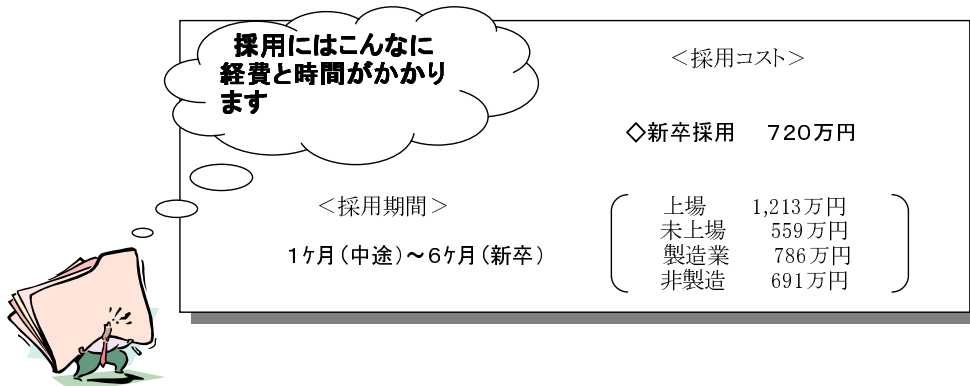 採用にはこんなに
経費と時間がかかり
ます
<採用コスト>
◇新卒採用　720万円
<採用期間>
1ヶ月(中途)～6ヶ月(新卒)
上場　1,213万円
未上場　559万円
製造業　786万円
非製造　691万円